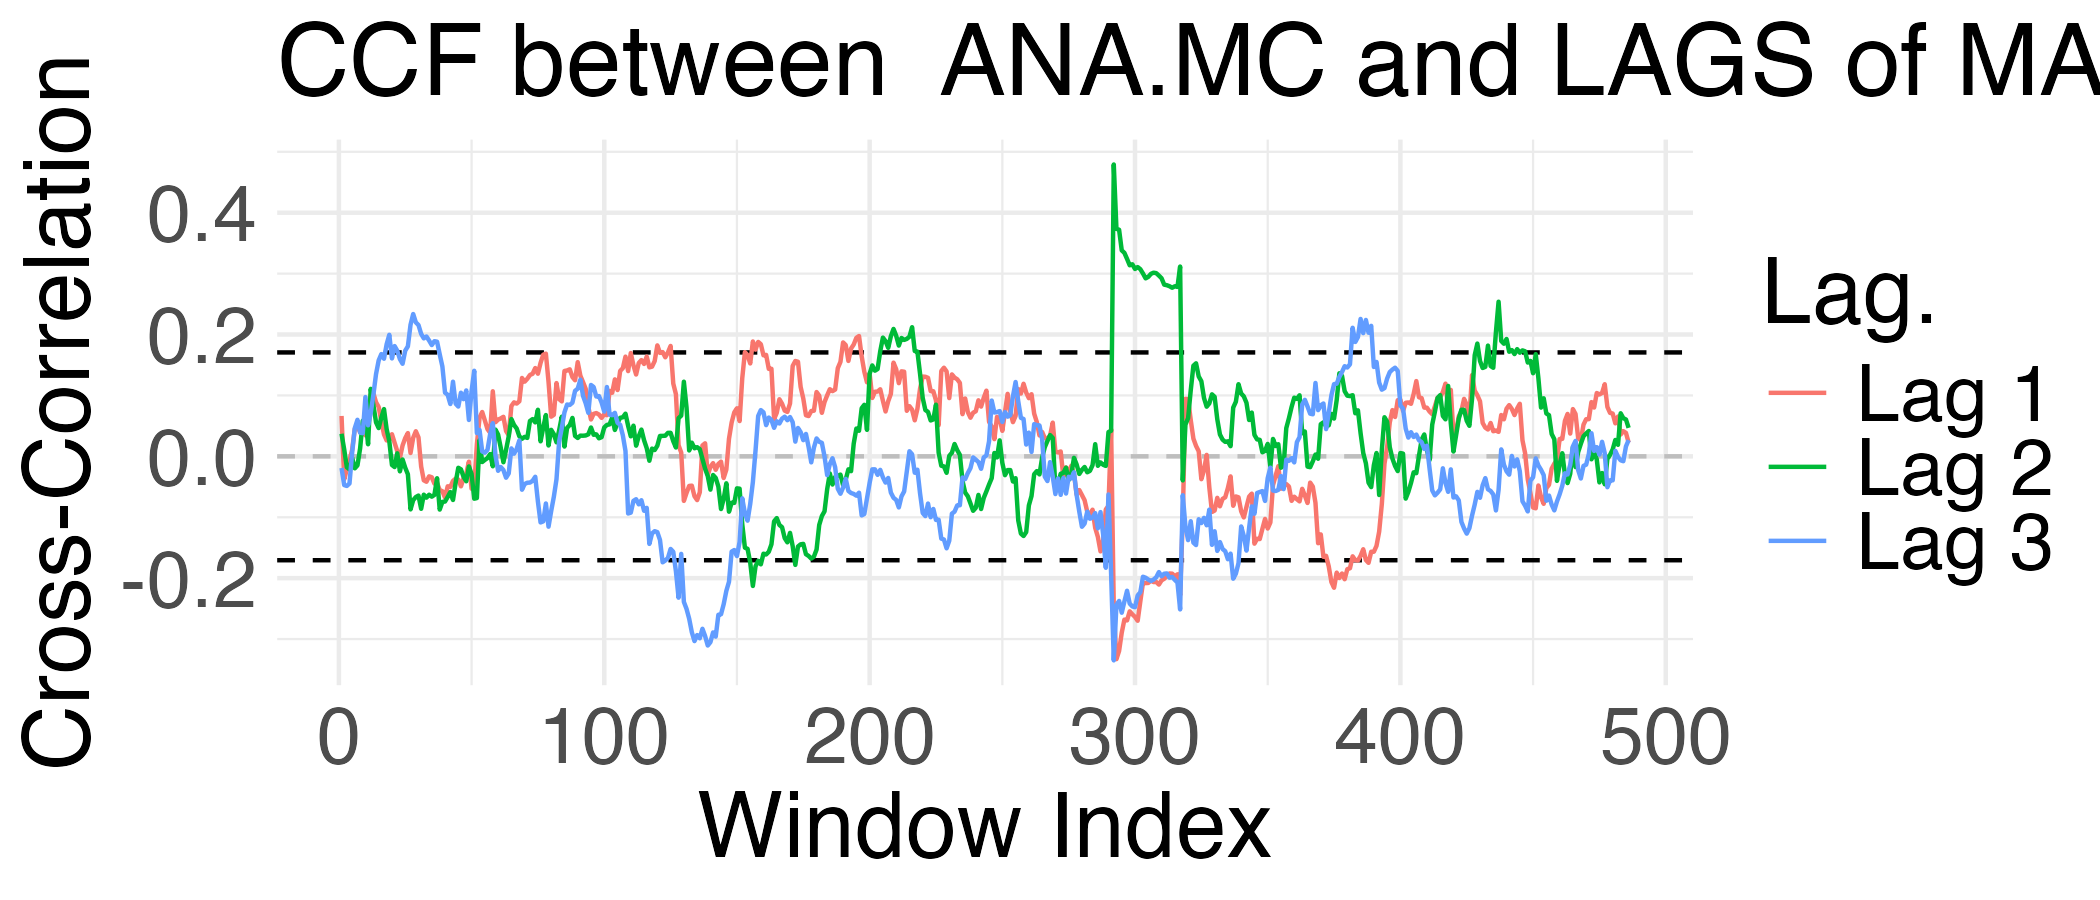 CCF between  ANA.MC and LAGS of MA
Cross-Correlation
0.4
0.2
0.0
-0.2
0
100
200
300
400
500
Window Index
Lag.
Lag 1
Lag 2
Lag 3